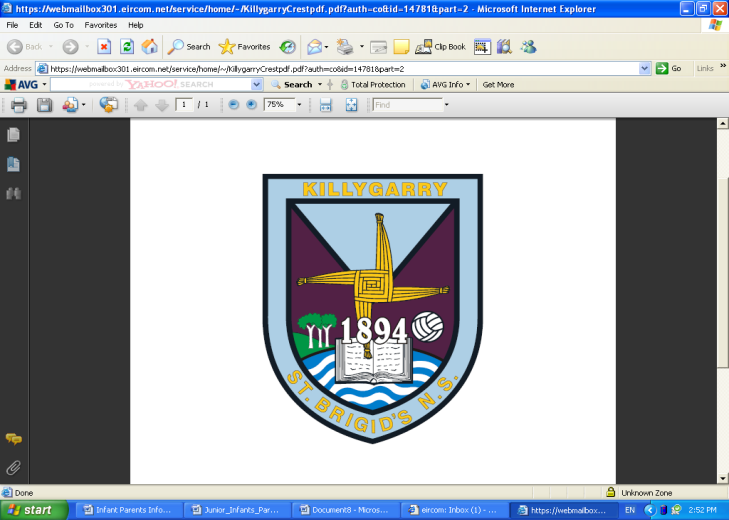 https://webmailbox301.eircom.net/service/home/~/KillygarryCrestpdf.pdf?auth=co&id=14781&part=2 - Microsoft Internet Explorer
File Edit Go To Favorites Help
Back Search Favorites Clip Book
Address https://webmailbox301.eircom.net/service/home/~/KillygarryCrestpdf.pdf?auth=co&id=14781&part=2 Go Links »
AVG powered by YAHOO! SEARCH Search Total Protection AVG Info Get More
1 / 1 75% Find
KILLYGARRY
1894
ST. BRIGID'S N.S.
Done Unknown Zone
start Infant Parents Info... Junior_Infants_Par... Document8 - Micros... eircom: Inbox (1) - ... https://webmailbox... EN 2:52 PM